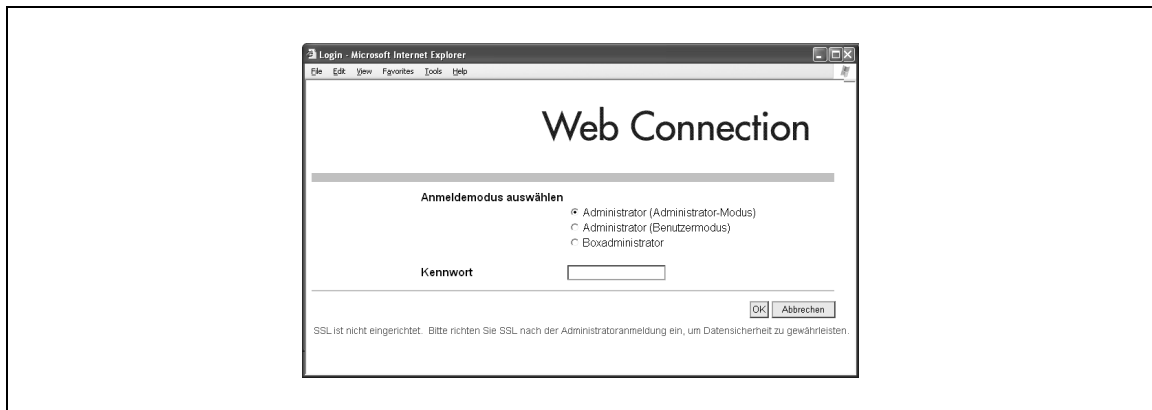 Login - Microsoft Internet Explorer
File Edit View Favorites Tools Help
Web Connection
Anmeldemodus auswählen
Administrator (Administrator-Modus)
Administrator (Benutzermodus)
Boxadministrator
Kennwort
OK Abbrechen
SSL ist nicht eingerichtet. Bitte richten Sie SSL nach der Administratoranmeldung ein, um Datensicherheit zu gewährleisten.